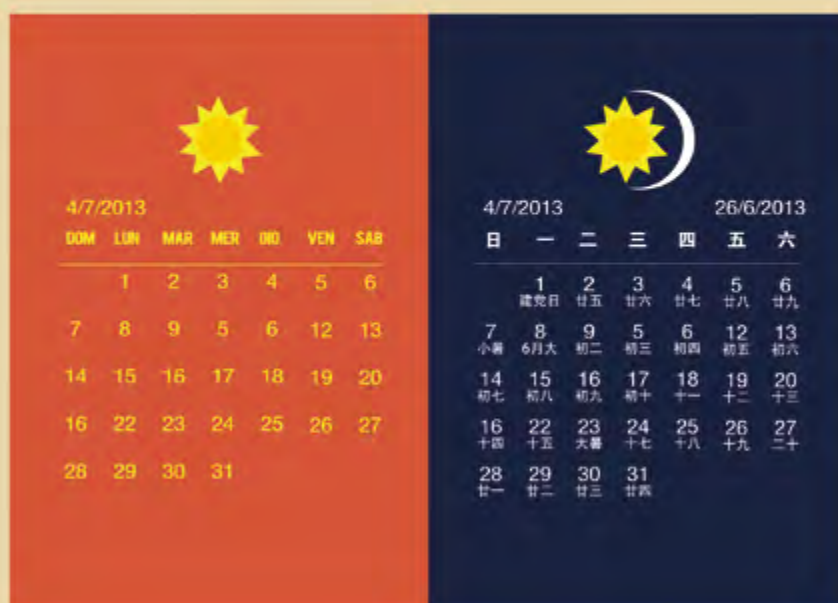 4/7/2013
DOM LUN MAR MER DIO VEN SAB
1 2 3 4 5 6
7 8 9 5 6 12 13
14 15 16 17 18 19 20
16 22 23 24 25 26 27
28 29 30 31
4/7/2013 26/6/2013
日 一 二 三 四 五 六
1 2 3 4 5 6
建党日 廿五 廿六 廿七 廿八 廿九
7 8 9 5 6 12 13
小暑 6月大 初二 初三 初四 初五 初六
14 15 16 17 18 19 20
初七 初八 初九 初十 十一 十二 十三
16 22 23 24 25 26 27
十四 十五 大暑 十七 十八 十九 二十
28 29 30 31
廿一 廿二 廿三 廿四